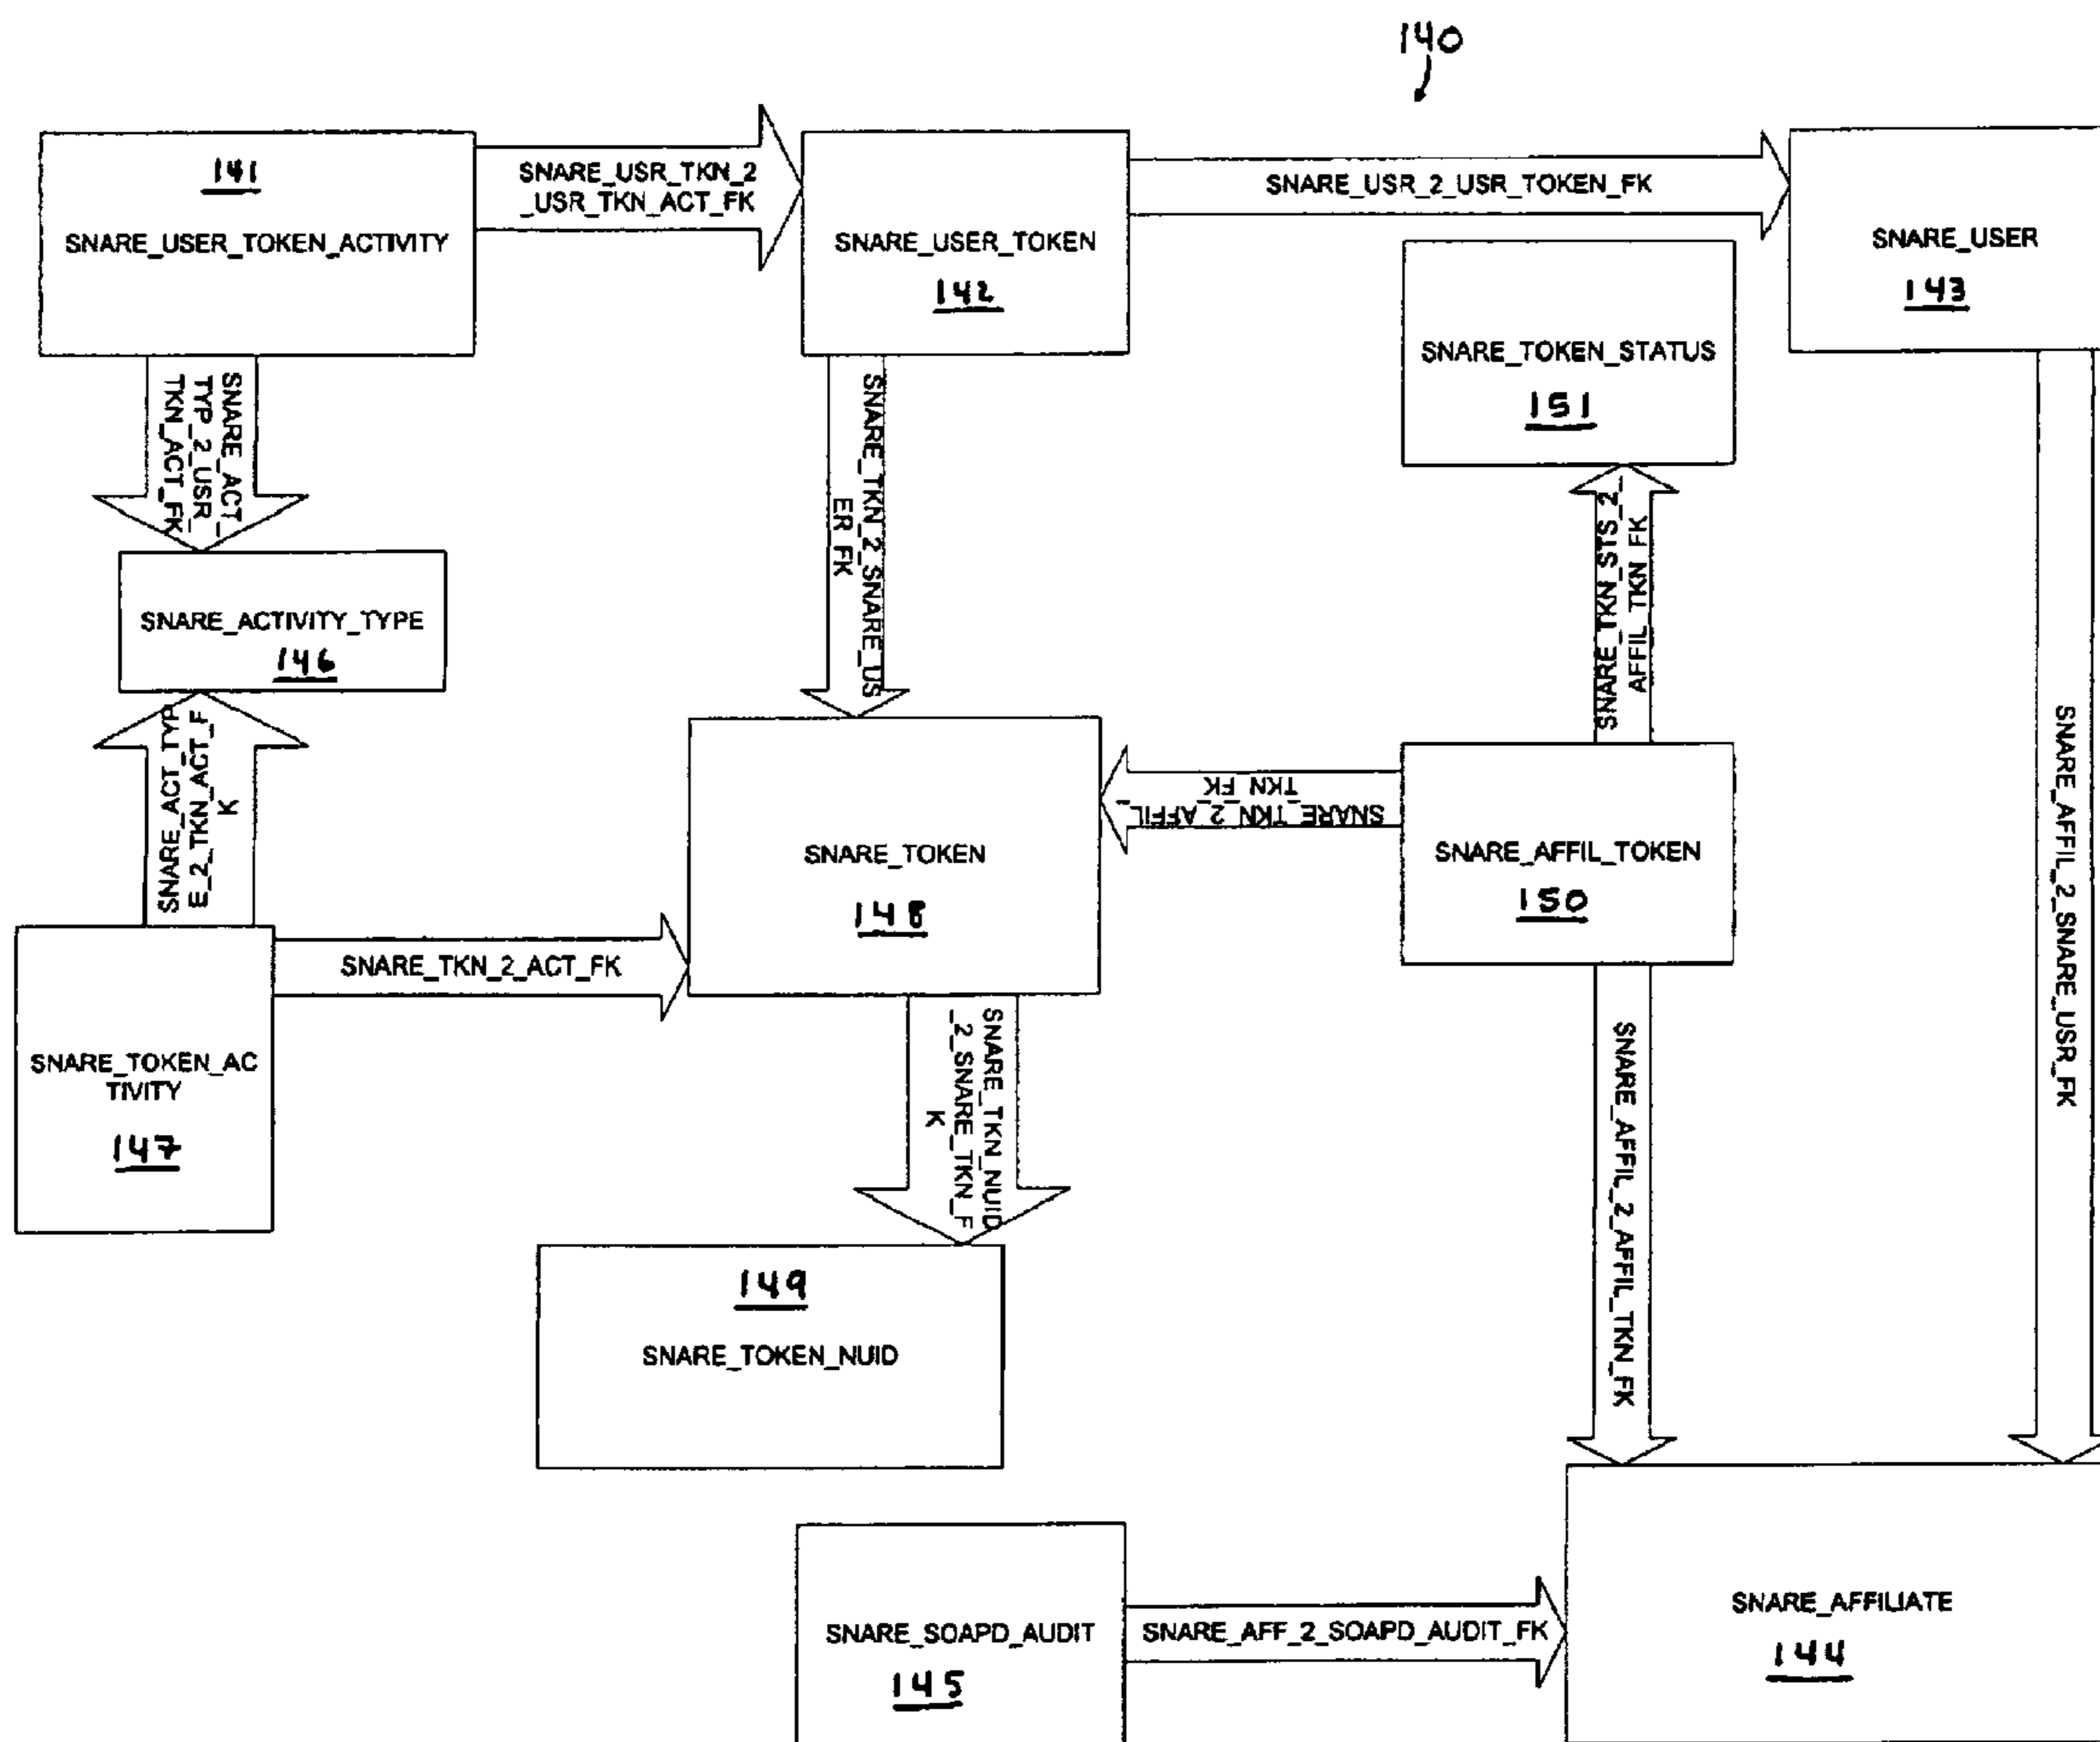 140
141
SNARE_USER_TOKEN_ACTIVITY
SNARE_USR_TKN_2
_USR_TKN_ACT_FK
SNARE_USER_TOKEN
142
SNARE_USR_2_USR_TOKEN_FK
SNARE_USER
143
SNARE_TOKEN_STATUS
151
SNARE_ACT_
TYP_2_USR_
TKN_ACT_FK
SNARE_TKN_2_SNARE_US
ER_FK
SNARE_TKN_STS_2_
AFFIL_TKN_FK
SNARE_ACTIVITY_TYPE
146
SNARE_ACT_TYP
E_2_TKN_ACT_F
K
SNARE_TOKEN
148
SNARE_TKN_2_AFFIL_
TKN_FK
SNARE_AFFIL_TOKEN
150
SNARE_AFFIL_2_SNARE_USR_FK
SNARE_TKN_2_ACT_FK
SNARE_TOKEN_AC
TIVITY
147
SNARE_TKN_NUID
_2_SNARE_TKN_F
K
SNARE_AFFIL_2_AFFIL_TKN_FK
149
SNARE_TOKEN_NUID
SNARE_SOAPD_AUDIT
145
SNARE_AFF_2_SOAPD_AUDIT_FK
SNARE_AFFILIATE
144